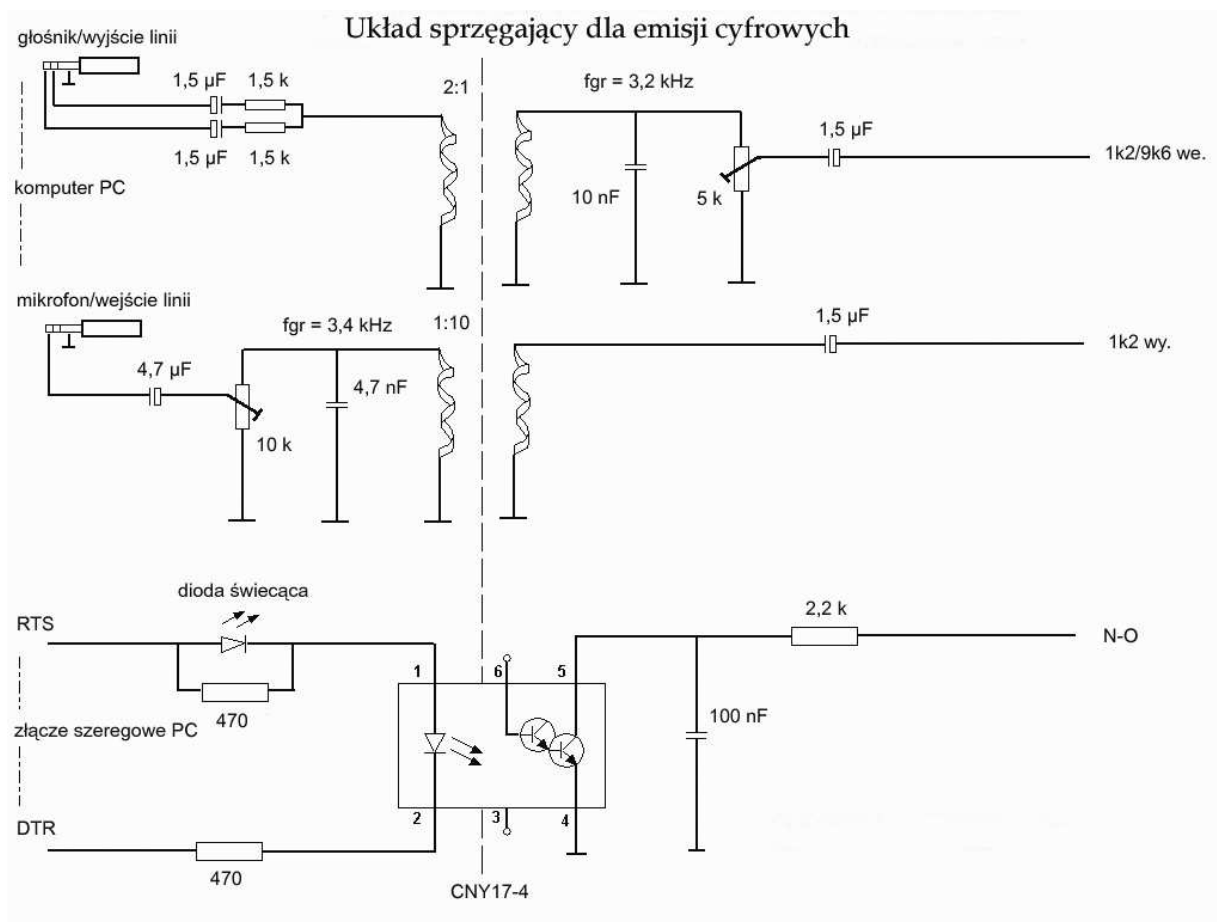 Układ sprzęgający dla emisji cyfrowych
głośnik/wyjście linii
1,5 µF
1,5 k
1,5 µF
1,5 k
2:1
fgr = 3,2 kHz
10 nF
5 k
1,5 µF
1k2/9k6 we.
komputer PC
mikrofon/wejście linii
4,7 µF
10 k
fgr = 3,4 kHz
4,7 nF
1:10
1,5 µF
1k2 wy.
dioda świecąca
RTS
470
złącze szeregowe PC
DTR
470
1
6
5
2
3
4
CNY17-4
100 nF
2,2 k
N-O